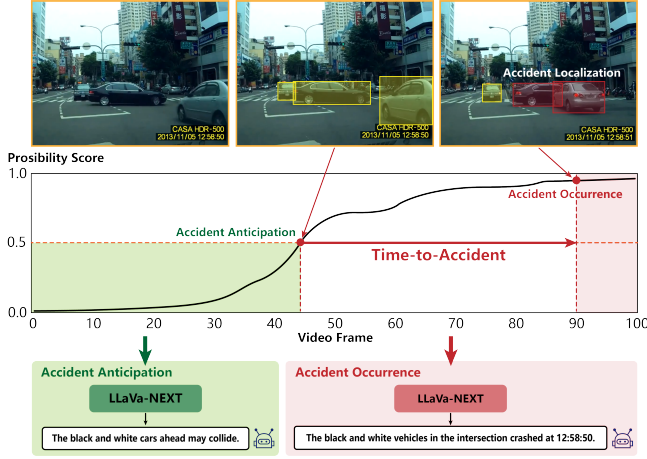 Accident Localization
CASA HDR-500
2013/11/05 12:58:50
CASA HDR-500
2013/11/05 12:58:50
CASA HDR-500
2013/11/05 12:58:51
Prosibility Score
1.0
Accident Occurrence
Accident Anticipation
0.5
Time-to-Accident
0.0
0 10 20 30 40 50 60 70 80 90 100
Video Frame
Accident Anticipation
LLaVa-NEXT
The black and white cars ahead may collide.
Accident Occurrence
LLaVa-NEXT
The black and white vehicles in the intersection crashed at 12:58:50.